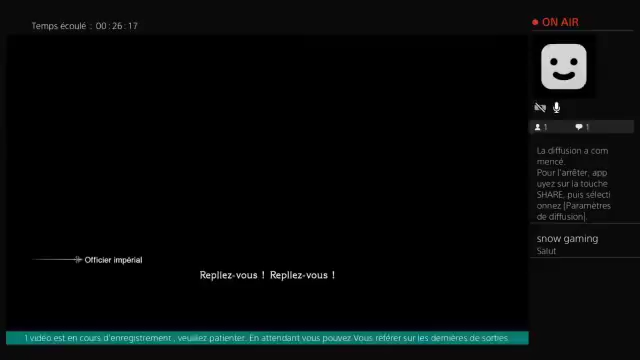 Temps écoulé : 00:26:17
ON AIR
1 1
La diffusion a com
mencé.
Pour l'arrêter, app
uyez sur la touche
SHARE, puis sélecti
onnez [Paramètres
de diffusion].
snow gaming
Salut
Officier impérial
Repliez-vous ! Repliez-vous !
1 vidéo est en cours d'enregistrement , veuillez patienter. En attendant vous pouvez Vous référer sur les dernières de sorties.